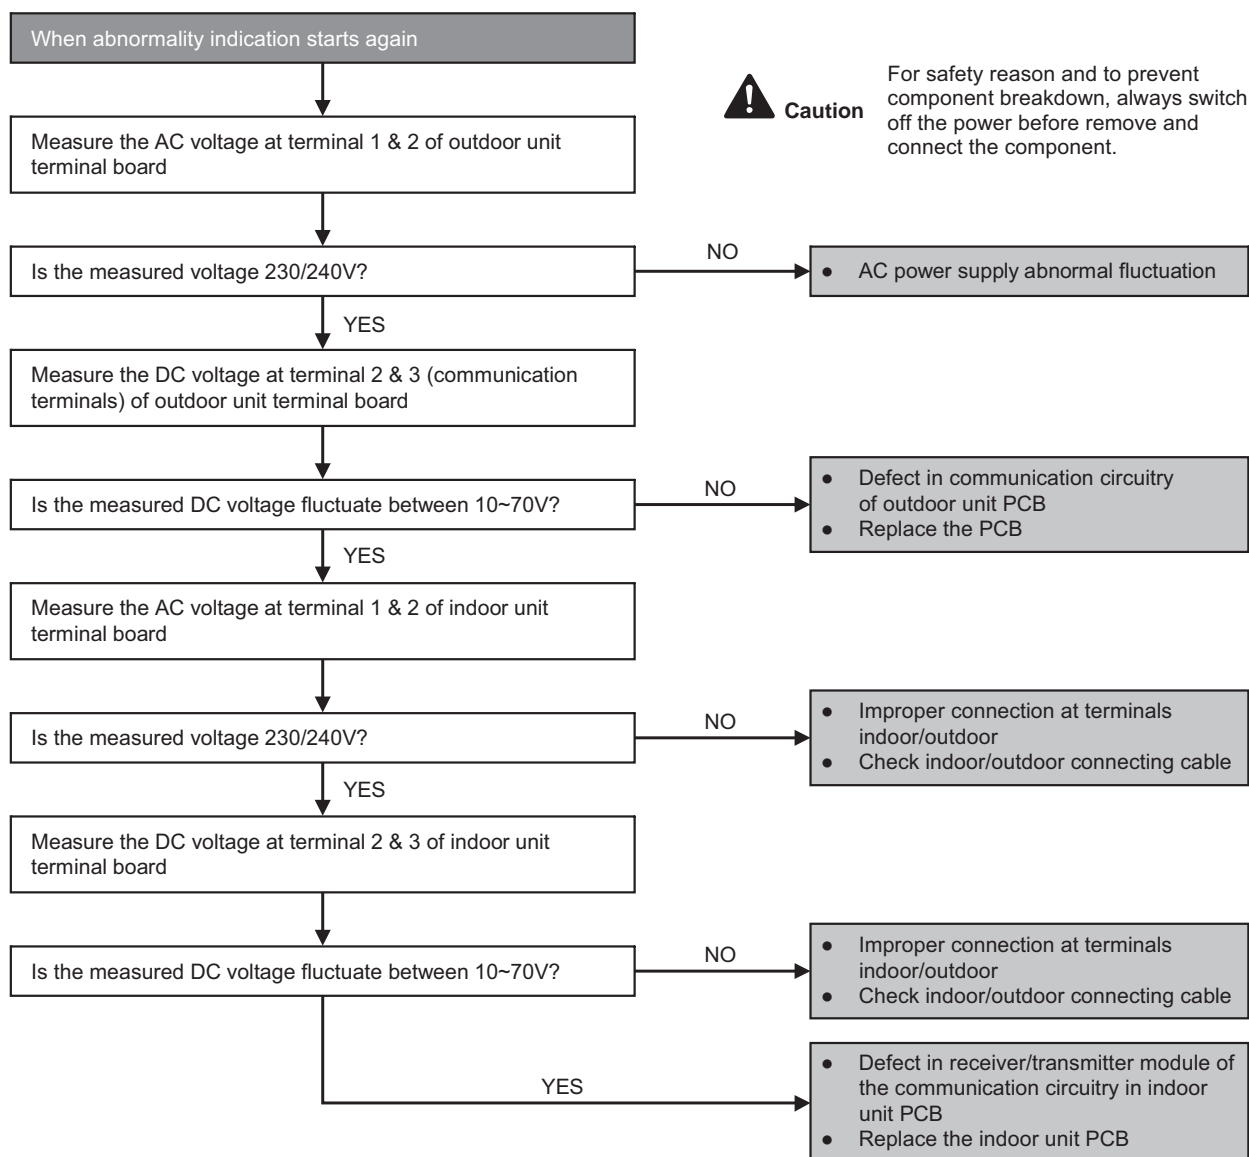 When abnormality indication starts again
For safety reason and to prevent
component breakdown, always switch
off the power before remove and
connect the component.
Caution
Measure the AC voltage at terminal 1 & 2 of outdoor unit
terminal board
Is the measured voltage 230/240V?
NO
● AC power supply abnormal fluctuation
YES
Measure the DC voltage at terminal 2 & 3 (communication
terminals) of outdoor unit terminal board
Is the measured DC voltage fluctuate between 10~70V?
NO
● Defect in communication circuitry
of outdoor unit PCB
● Replace the PCB
YES
Measure the AC voltage at terminal 1 & 2 of indoor unit
terminal board
Is the measured voltage 230/240V?
NO
● Improper connection at terminals
indoor/outdoor
● Check indoor/outdoor connecting cable
YES
Measure the DC voltage at terminal 2 & 3 of indoor unit
terminal board
Is the measured DC voltage fluctuate between 10~70V?
NO
● Improper connection at terminals
indoor/outdoor
● Check indoor/outdoor connecting cable
YES
● Defect in receiver/transmitter module of
the communication circuitry in indoor
unit PCB
● Replace the indoor unit PCB